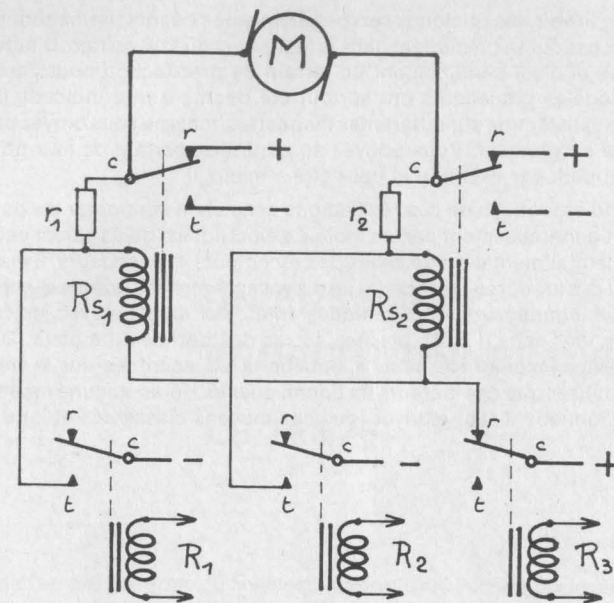 M
r + r +
c c
- -
t t
r1 r2
Rs1 Rs2
r r
c c r c
- - +
t t t
R1 R2 R3